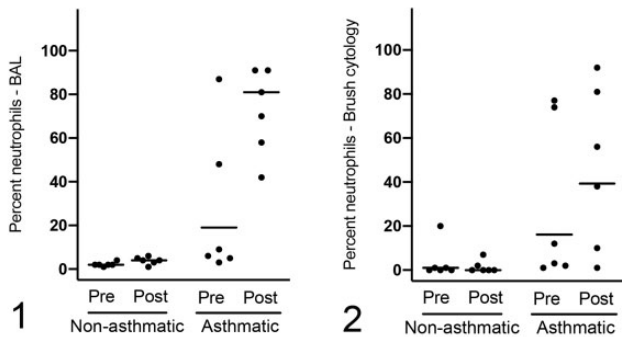 Percent neutrophils - BAL
100
80
60
40
20
0
Pre Post Pre Post
Non-asthmatic Asthmatic
1
Percent neutrophils - Brush cytology
100
80
60
40
20
0
Pre Post Pre Post
Non-asthmatic Asthmatic
2